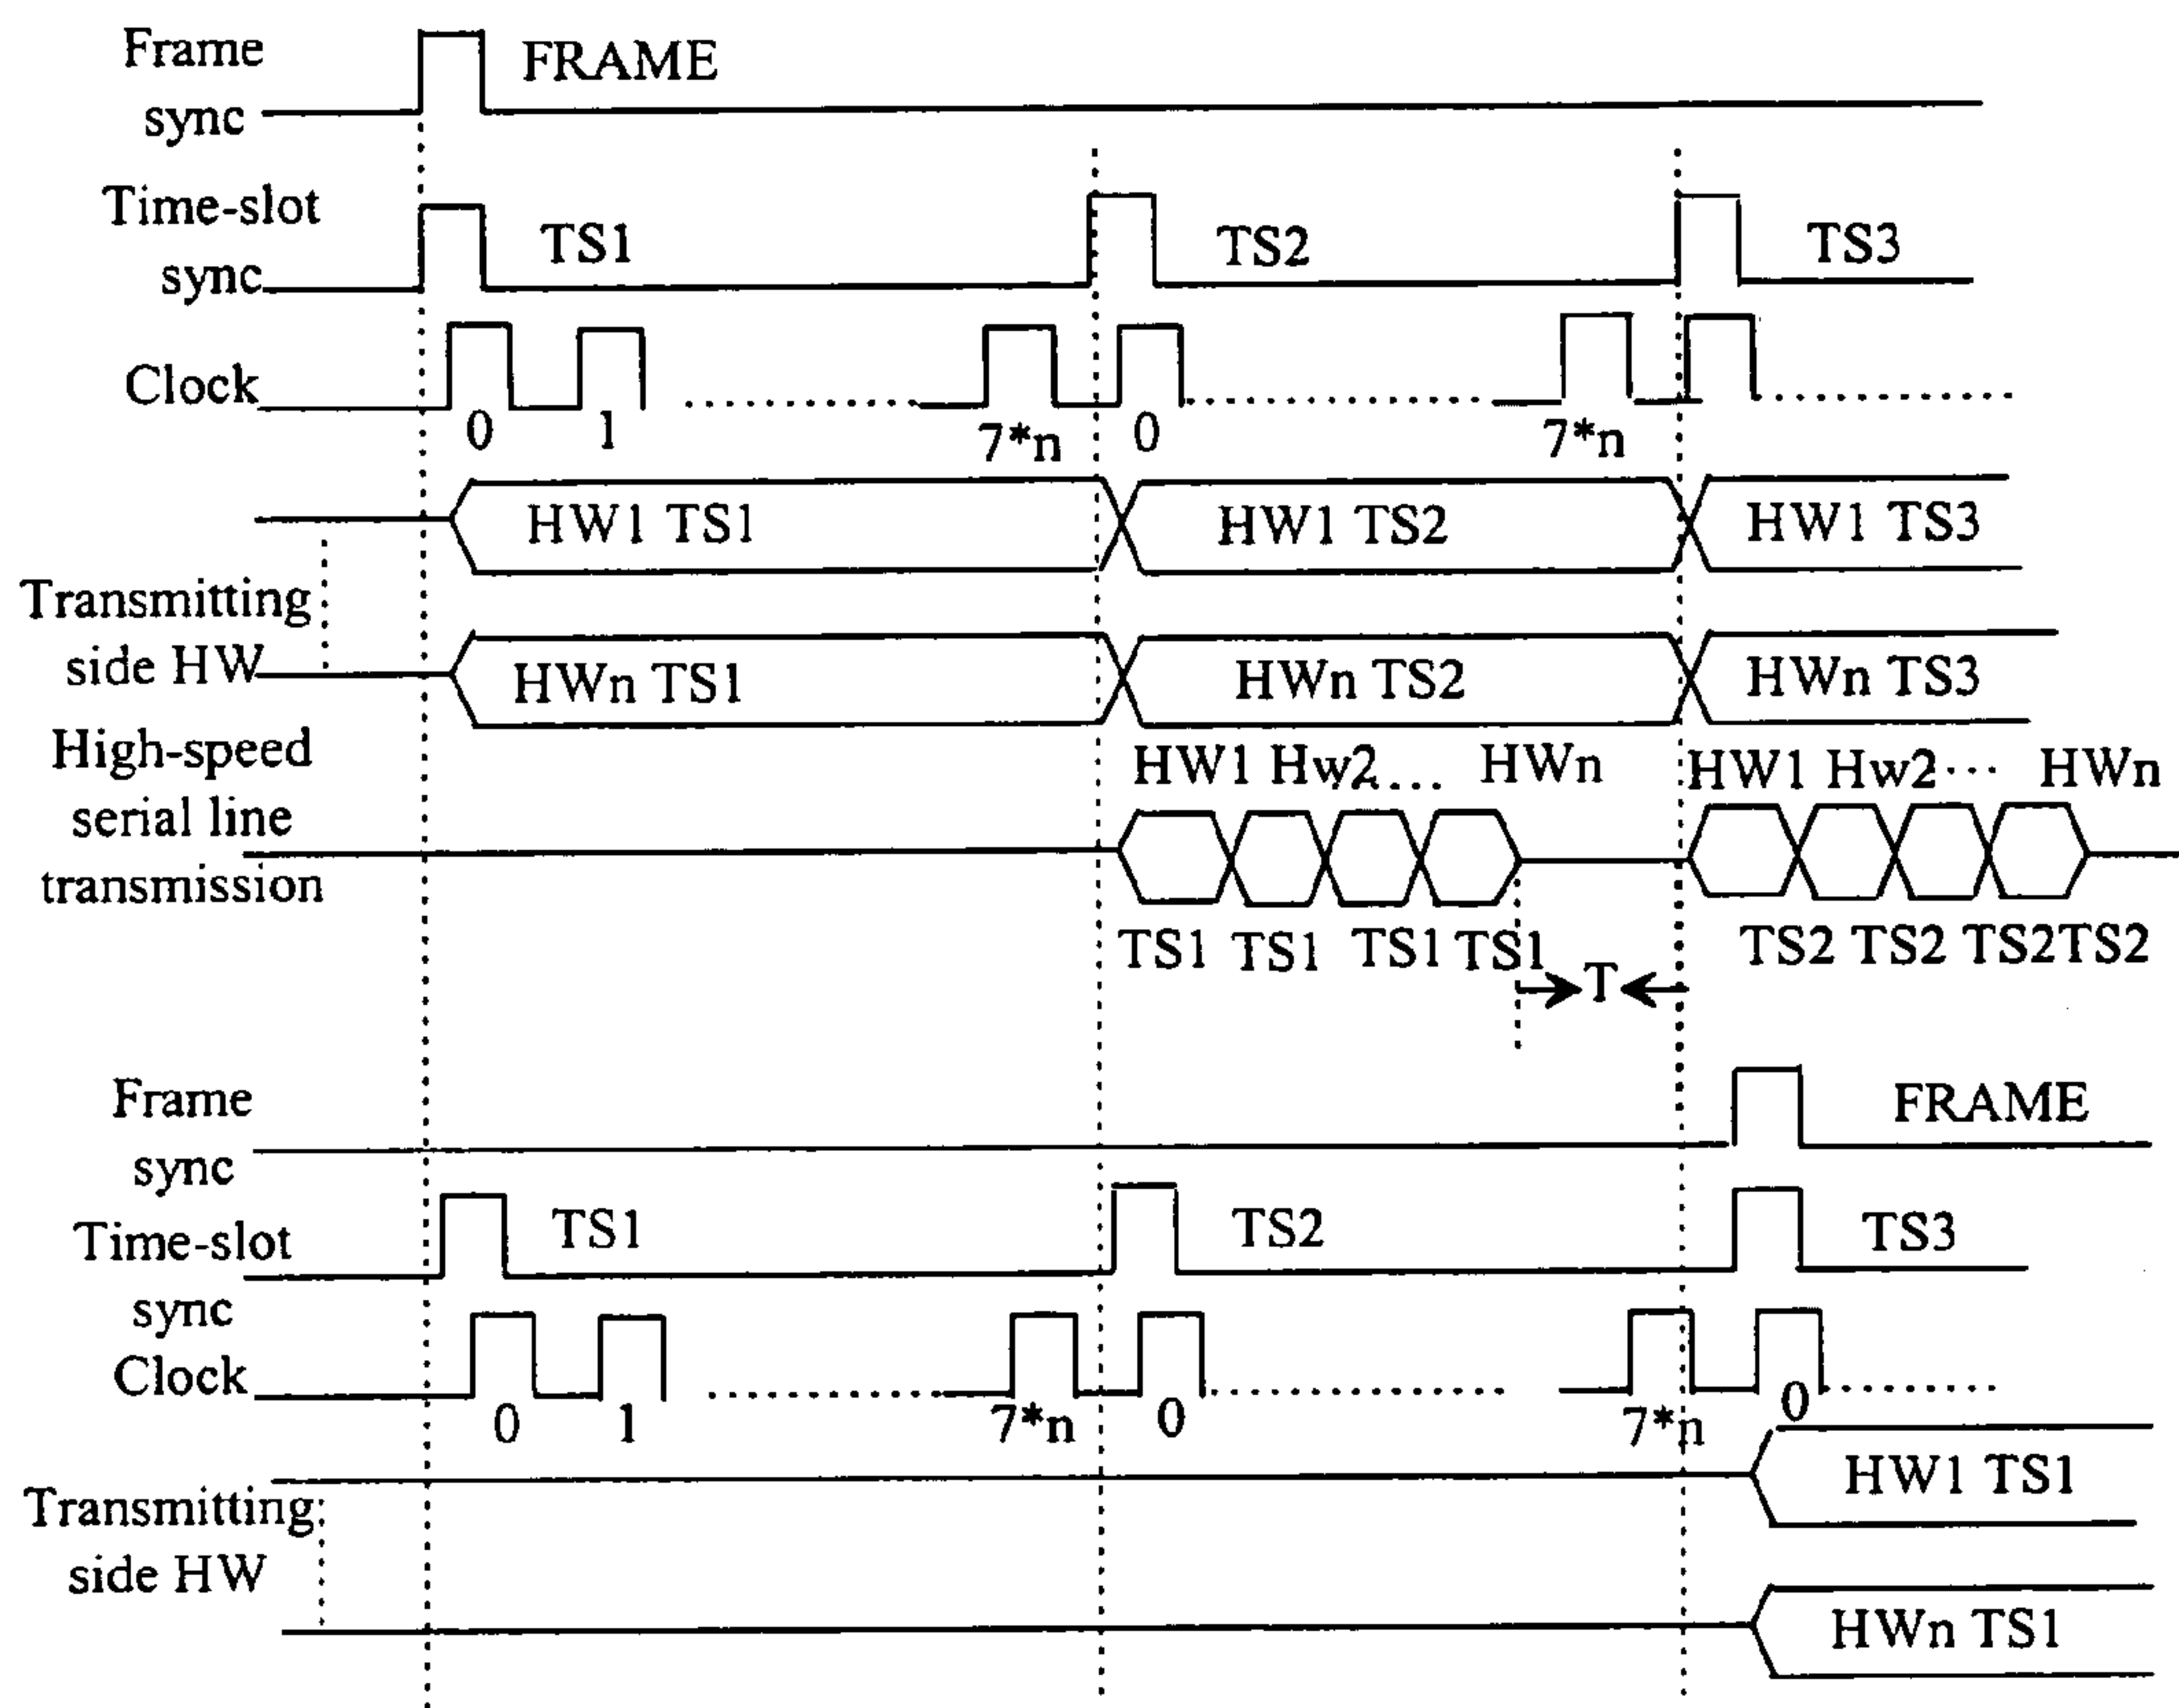 Frame
sync
FRAME
Time-slot
sync
TS1 TS2 TS3
Clock
0 1 7*n 0 7*n
HW1 TS1 HW1 TS2 HW1 TS3
Transmitting
side HW
HWn TS1 HWn TS2 HWn TS3
High-speed
serial line
transmission
HW1 Hw2... HWn HW1 Hw2... HWn
TS1 TS1 TS1 TS1 TS2 TS2 TS2 TS2
T
Frame
sync
FRAME
Time-slot
sync
TS1 TS2 TS3
Clock
0 1 7*n 0 7*n 0
HW1 TS1
Transmitting
side HW
HWn TS1